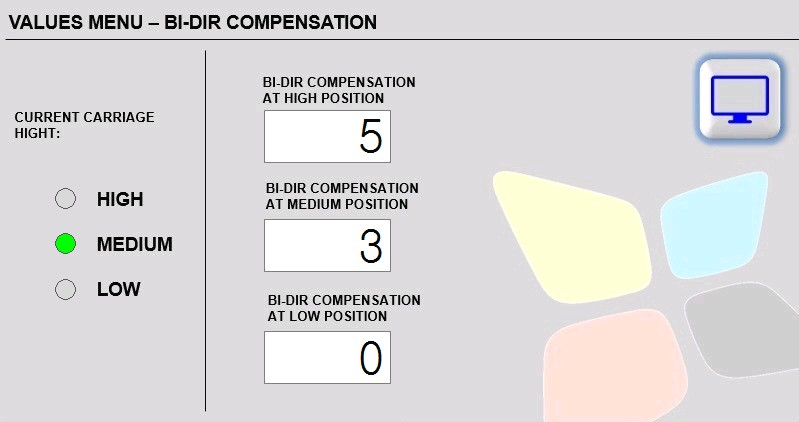 VALUES MENU – BI-DIR COMPENSATION
CURRENT CARRIAGE
HIGHT:
HIGH
MEDIUM
LOW
BI-DIR COMPENSATION
AT HIGH POSITION
5
BI-DIR COMPENSATION
AT MEDIUM POSITION
3
BI-DIR COMPENSATION
AT LOW POSITION
0